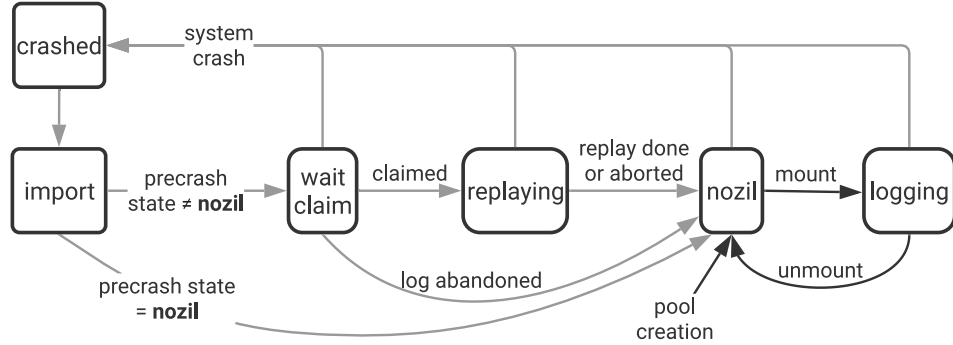 crashed
system
crash
import
precrash
state ≠ nozil
wait
claim
claimed
replaying
replay done
or aborted
nozil
mount
logging
log abandoned
unmount
precrash state
= nozil
pool
creation